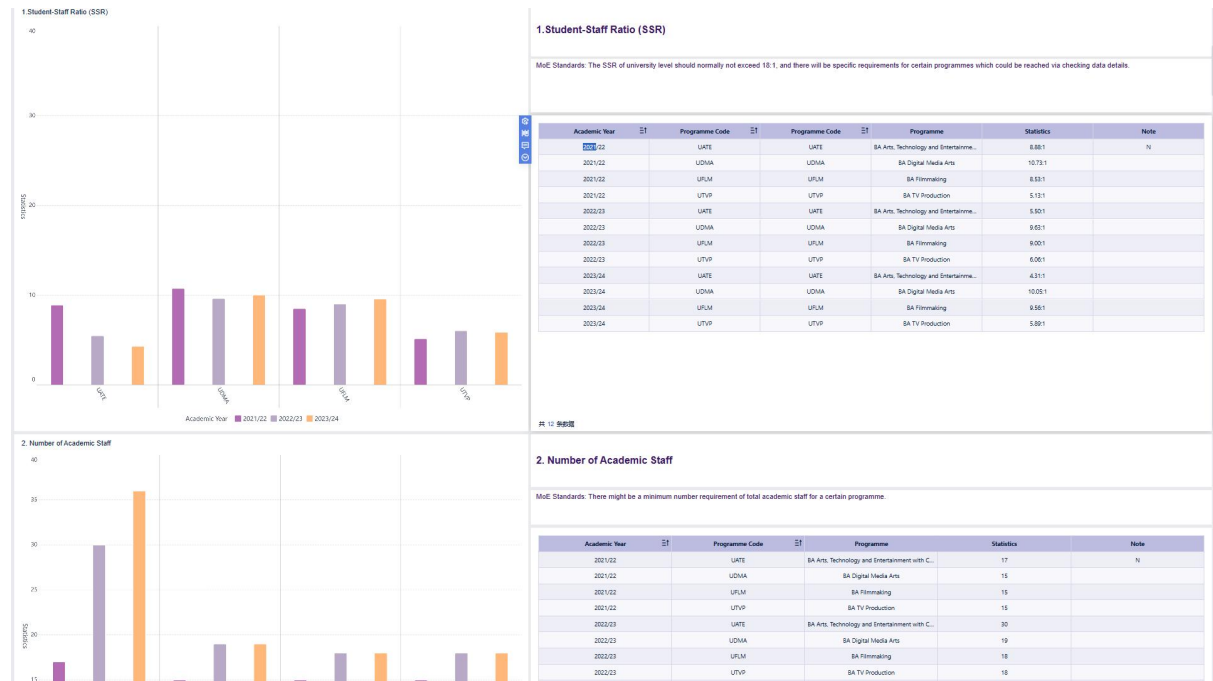 1.Student-Staff Ratio (SSR)
40
30
20
10
0
Statistics
UATE
UDMA
UFLM
UTVP
Academic Year 2021/22 2022/23 2023/24
1.Student-Staff Ratio (SSR)
MoE Standards: The SSR of university level should normally not exceed 18:1, and there will be specific requirements for certain programmes which could be reached via checking data details.
Academic Year Programme Code Programme Code Programme Statistics Note
2021/22 UATE UATE BA Arts, Technology and Entertainme... 8.88:1 N
2021/22 UDMA UDMA BA Digital Media Arts 10.73:1
2021/22 UFLM UFLM BA Filmmaking 8.53:1
2021/22 UTVP UTVP BA TV Production 5.13:1
2022/23 UATE UATE BA Arts, Technology and Entertainme... 5.50:1
2022/23 UDMA UDMA BA Digital Media Arts 9.63:1
2022/23 UFLM UFLM BA Filmmaking 9.00:1
2022/23 UTVP UTVP BA TV Production 6.06:1
2023/24 UATE UATE BA Arts, Technology and Entertainme... 4.31:1
2023/24 UDMA UDMA BA Digital Media Arts 10.05:1
2023/24 UFLM UFLM BA Filmmaking 9.56:1
2023/24 UTVP UTVP BA TV Production 5.89:1
共 12 条数据
2. Number of Academic Staff
40
35
30
25
20
15
Statistics
2. Number of Academic Staff
MoE Standards: There might be a minimum number requirement of total academic staff for a certain programme.
Academic Year Programme Code Programme Statistics Note
2021/22 UATE BA Arts, Technology and Entertainment with C... 17 N
2021/22 UDMA BA Digital Media Arts 15
2021/22 UFLM BA Filmmaking 15
2021/22 UTVP BA TV Production 15
2022/23 UATE BA Arts, Technology and Entertainment with C... 30
2022/23 UDMA BA Digital Media Arts 19
2022/23 UFLM BA Filmmaking 18
2022/23 UTVP BA TV Production 18